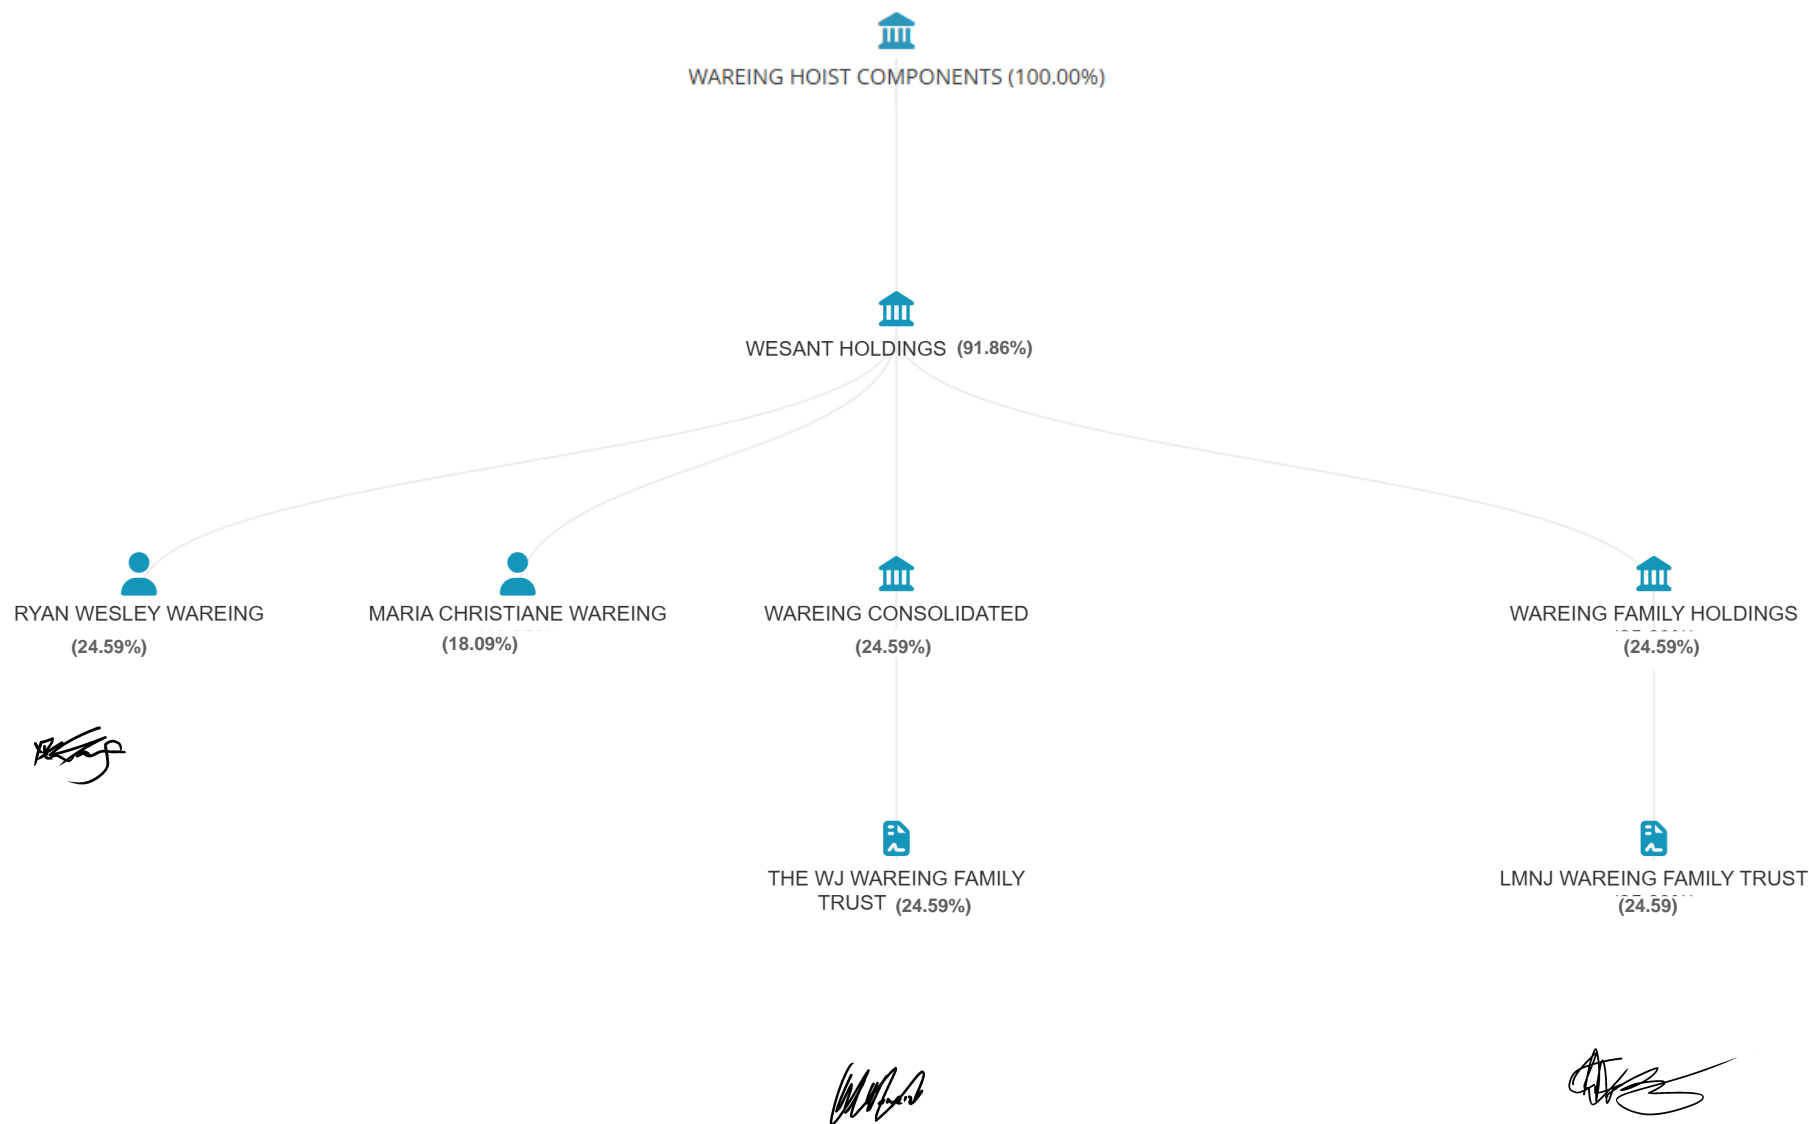 WAREING HOIST COMPONENTS (100.00%)
WESANT HOLDINGS (91.86%)
RYAN WESLEY WAREING
(24.59%)
MARIA CHRISTIANE WAREING
(18.09%)
WAREING CONSOLIDATED
(24.59%)
WAREING FAMILY HOLDINGS
(24.59%)
THE WJ WAREING FAMILY
TRUST (24.59%)
LMNJ WAREING FAMILY TRUST
(24.59)